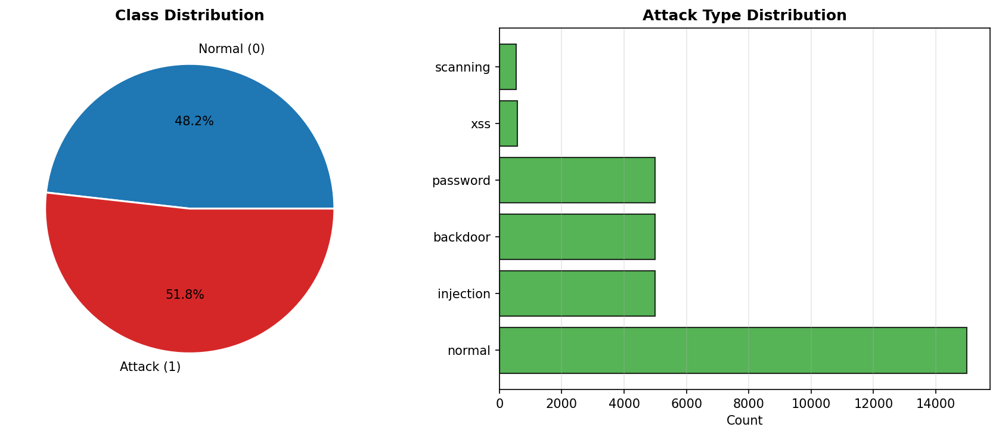 Class Distribution
Normal (0)
48.2%
51.8%
Attack (1)
Attack Type Distribution
scanning
xss
password
backdoor
injection
normal
0 2000 4000 6000 8000 10000 12000 14000
Count